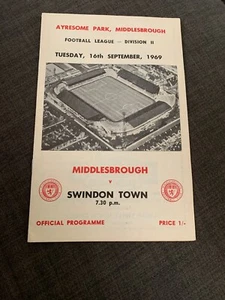 AYRESOME PARK, MIDDLESBROUGH
FOOTBALL LEAGUE — DIVISION II
TUESDAY, 16th SEPTEMBER, 1969
MIDDLESBROUGH
v
SWINDON TOWN
7.30 p.m.
OFFICIAL PROGRAMME PRICE 1/-